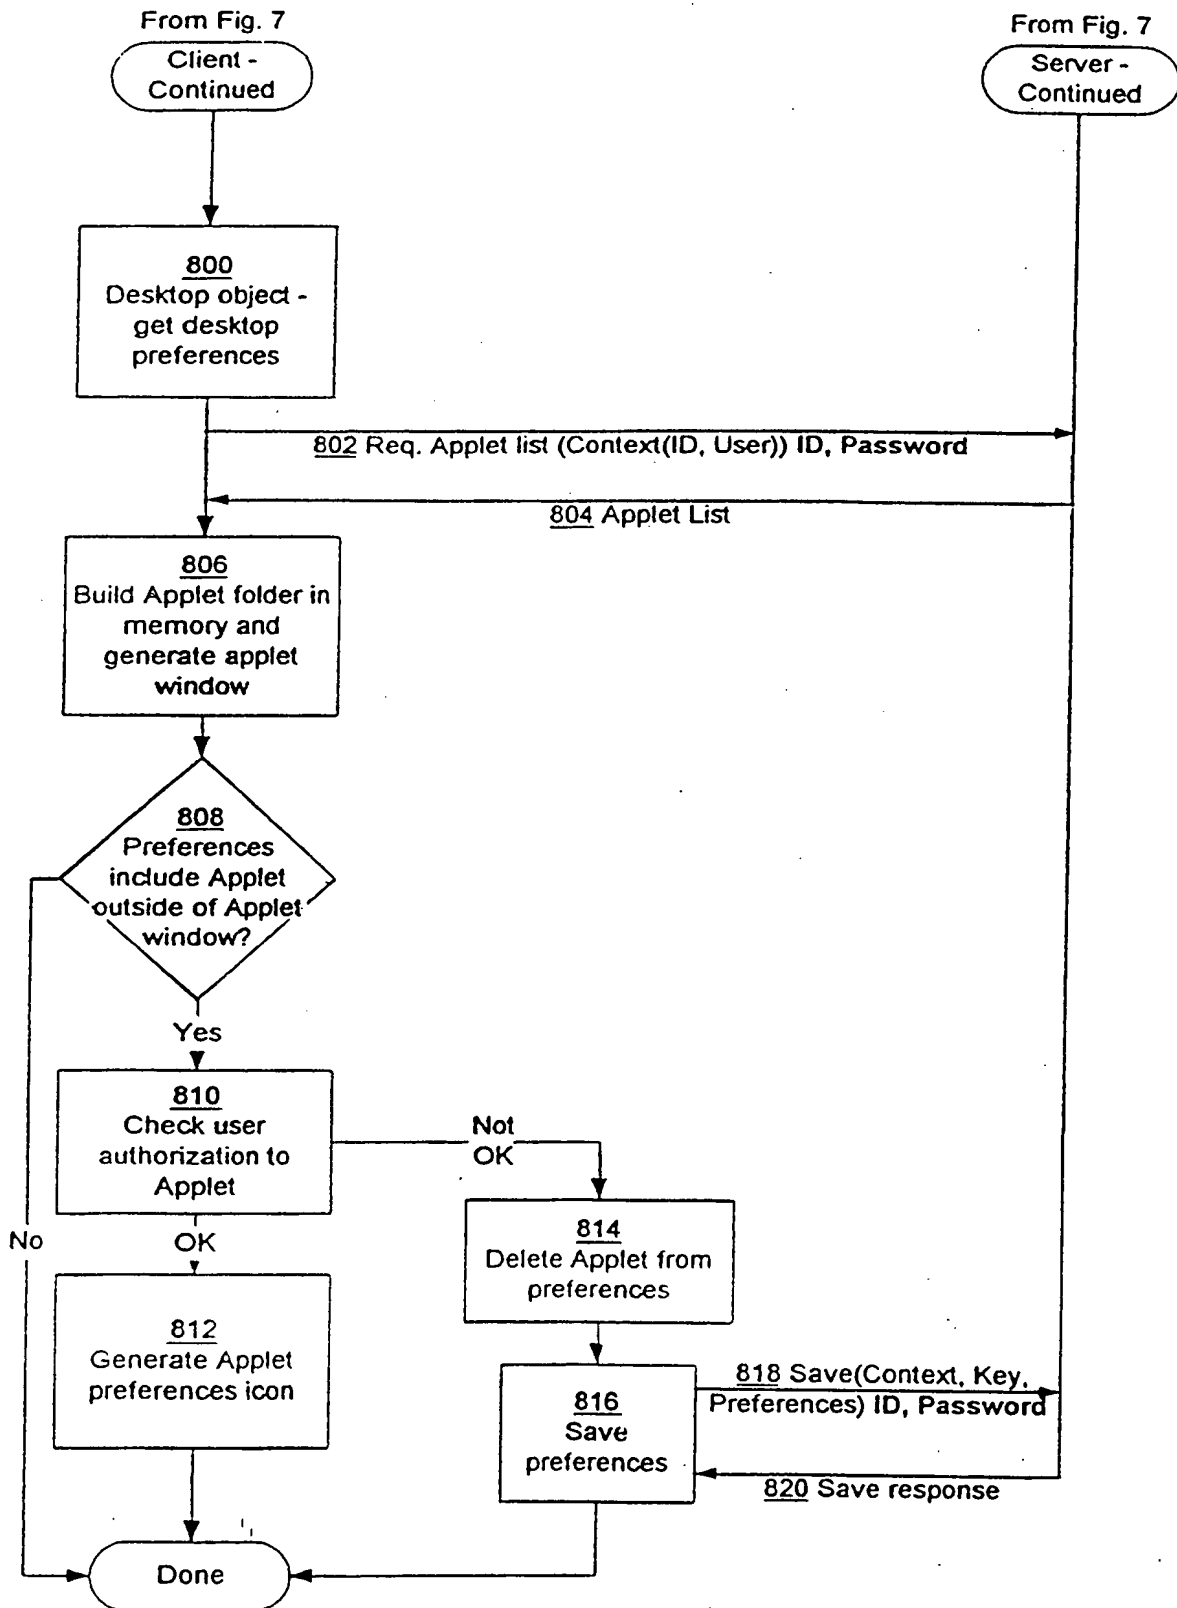 From Fig. 7
Client -
Continued
From Fig. 7
Server -
Continued
800
Desktop object -
get desktop
preferences
802 Req. Applet list (Context(ID, User)) ID, Password
804 Applet List
806
Build Applet folder in
memory and
generate applet
window
808
Preferences
include Applet
outside of Applet
window?
Yes
810
Check user
authorization to
Applet
Not
OK
No
OK
814
Delete Applet from
preferences
812
Generate Applet
preferences icon
816
Save
preferences
818 Save(Context, Key,
Preferences) ID, Password
820 Save response
Done